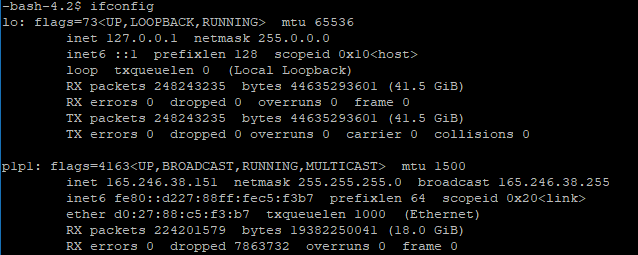 -bash-4.2$ ifconfig
lo: flags=73<UP,LOOPBACK,RUNNING>  mtu 65536
        inet 127.0.0.1  netmask 255.0.0.0
        inet6 ::1  prefixlen 128  scopeid 0x10<host>
        loop  txqueuelen 0  (Local Loopback)
        RX packets 248243235  bytes 44635293601 (41.5 GiB)
        RX errors 0  dropped 0  overruns 0  frame 0
        TX packets 248243235  bytes 44635293601 (41.5 GiB)
        TX errors 0  dropped 0 overruns 0  carrier 0  collisions 0

p1p1: flags=4163<UP,BROADCAST,RUNNING,MULTICAST>  mtu 1500
        inet 165.246.38.151  netmask 255.255.255.0  broadcast 165.246.38.255
        inet6 fe80::d227:88ff:fec5:f3b7  prefixlen 64  scopeid 0x20<link>
        ether d0:27:88:c5:f3:b7  txqueuelen 1000  (Ethernet)
        RX packets 224201579  bytes 19382250041 (18.0 GiB)
        RX errors 0  dropped 7863732  overruns 0  frame 0